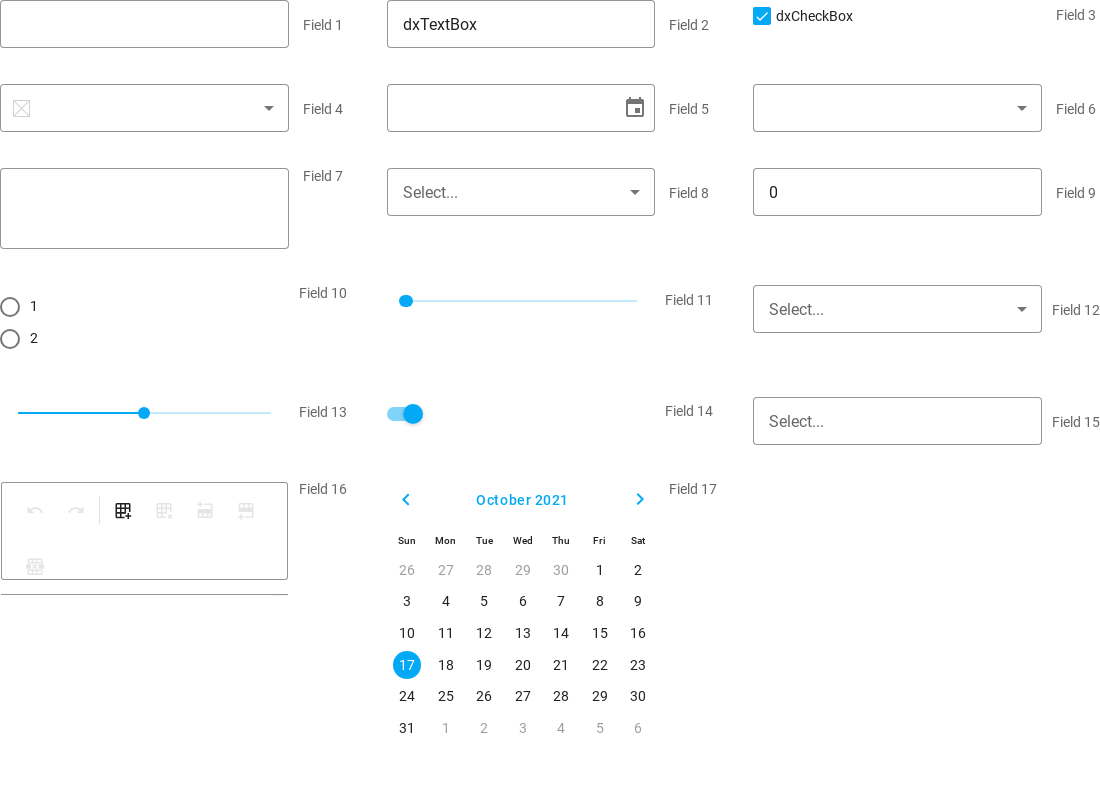 Field 1
dxTextBox
Field 2
dxCheckBox
Field 3
Field 4
Field 5
Field 6
Field 7
Select...
Field 8
0
Field 9
1
2
Field 10
Field 11
Select...
Field 12
Field 13
Field 14
Select...
Field 15
Field 16
October 2021
Sun Mon Tue Wed Thu Fri Sat
26 27 28 29 30 1 2
3 4 5 6 7 8 9
10 11 12 13 14 15 16
17 18 19 20 21 22 23
24 25 26 27 28 29 30
31 1 2 3 4 5 6
Field 17